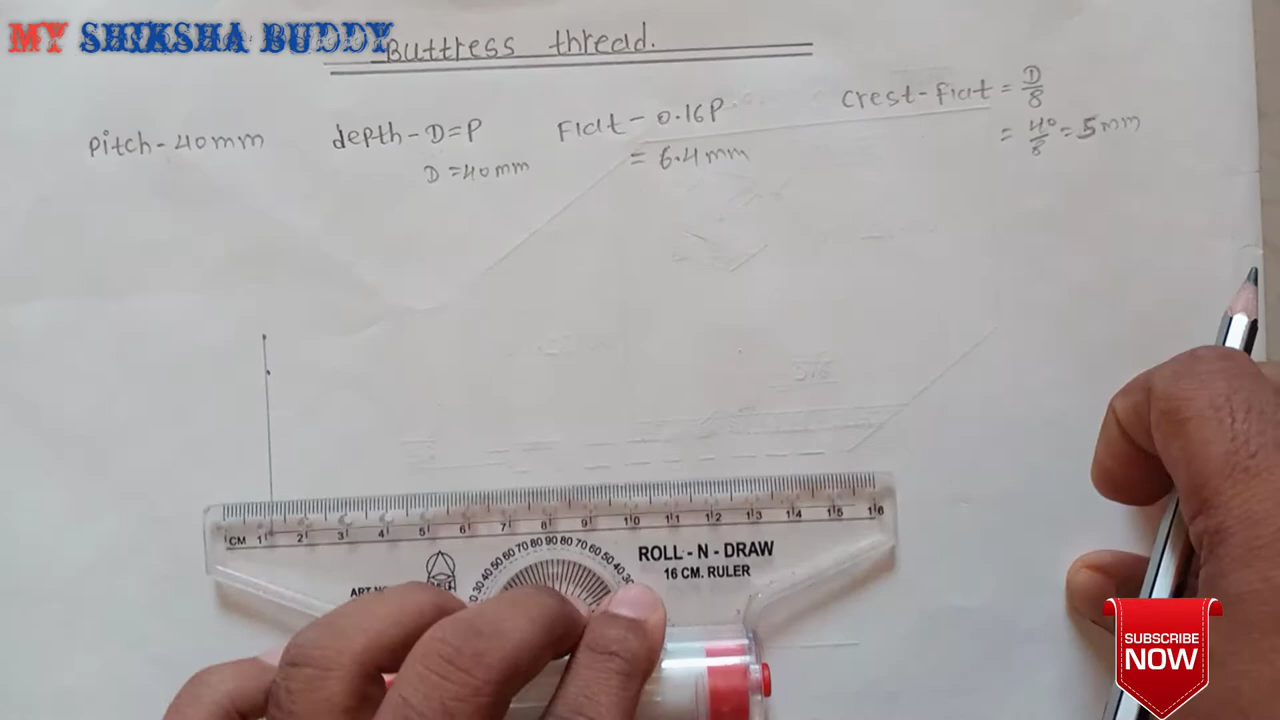 MY SHIKSHA BUDDY
Buttress thread.
Pitch-40mm
depth-D=P
D=40mm
Flat-0.16P
=6.4mm
Crest-Flat=D/8
=40/8=5mm
CM 1 2 3 4 5 6 7 8 9 10 11 12 13 14 15 16
ROLL-N-DRAW
16 CM. RULER
SUBSCRIBE
NOW